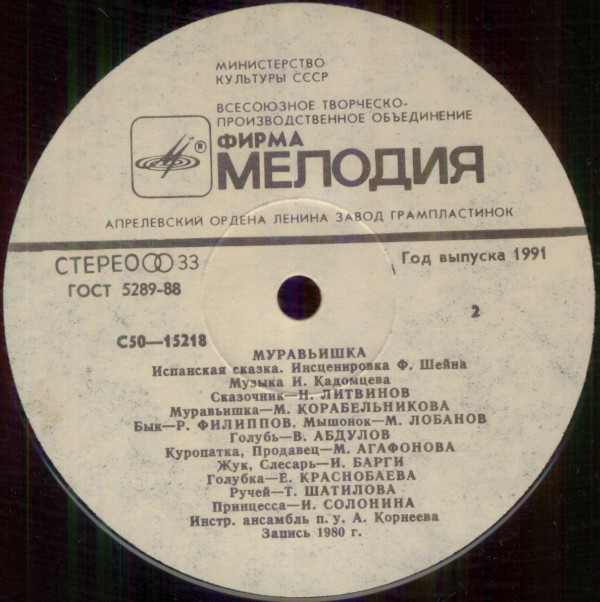 МИНИСТЕРСТВО
КУЛЬТУРЫ СССР
ВСЕСОЮЗНОЕ ТВОРЧЕСКО-
ПРОИЗВОДСТВЕННОЕ ОБЪЕДИНЕНИЕ
®
ФИРМА
МЕЛОДИЯ
АПРЕЛЕВСКИЙ ОРДЕНА ЛЕНИНА ЗАВОД ГРАМПЛАСТИНОК
СТЕРЕО 33
Год выпуска 1991
ГОСТ 5289-88
2
С50—15218
МУРАВЬИШКА
Испанская сказка. Инсценировка Ф. Шейна
Музыка И. Кадомцева
Сказочник—Н. ЛИТВИНОВ
Муравьишка—М. КОРАБЕЛЬНИКОВА
Бык—Р. ФИЛИППОВ, Мышонок—М. ЛОБАНОВ
Голубь—В. АБДУЛОВ
Куропатка, Продавец—М. АГАФОНОВА
Жук, Слесарь—И. БАРГИ
Голубка—Е. КРАСНОБАЕВА
Ручей—Т. ШАТИЛОВА
Принцесса—И. СОЛОНИНА
Инстр. ансамбль п. у. А. Корнеева
Запись 1980 г.